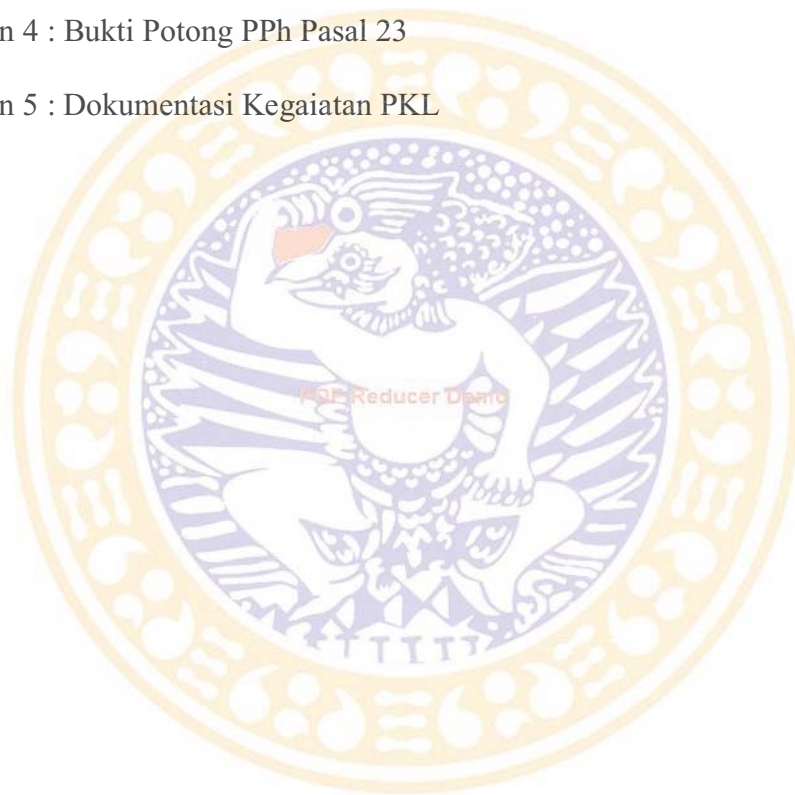 n 4 : Bukti Potong PPh Pasal 23
n 5 : Dokumentasi Kegaiatan PKL
PDF Reducer Demo